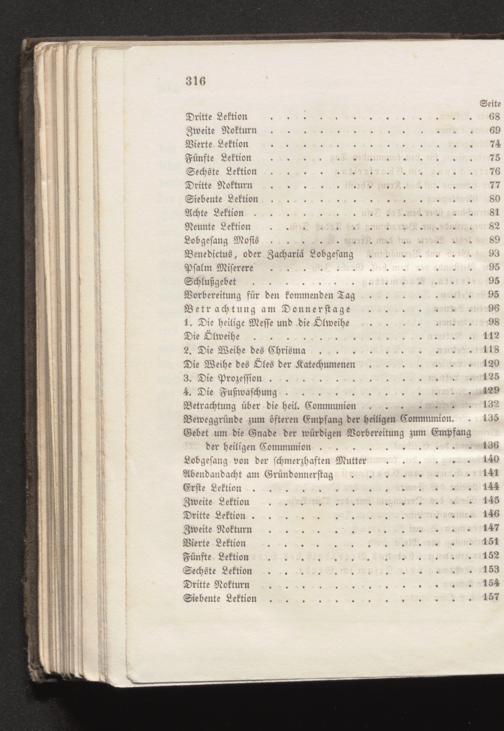 316
Seite
Dritte Lektion . . . . . . . . . . . . . 68
Zweite Nokturn . . . . . . . . . . . . . 69
Vierte Lektion . . . . . . . . . . . . . 74
Fünfte Lektion . . . . . . . . . . . . . 75
Sechste Lektion . . . . . . . . . . . . . 76
Dritte Nokturn . . . . . . . . . . . . . 77
Siebente Lektion . . . . . . . . . . . . . 80
Achte Lektion . . . . . . . . . . . . . 81
Neunte Lektion . . . . . . . . . . . . . 82
Lobgesang Mosis . . . . . . . . . . . . . 89
Benedictus, oder Zachariä Lobgesang . . . . . . . 93
Psalm Miserere . . . . . . . . . . . . . 95
Schlußgebet . . . . . . . . . . . . . 95
Vorbereitung für den kommenden Tag . . . . . . . 95
Betrachtung am Donnerstage . . . . . . . 96
1. Die heilige Messe und die Ölweihe . . . . . . . 98
Die Ölweihe . . . . . . . . . . . . . 112
2. Die Weihe des Chrisma . . . . . . . . . . 118
Die Weihe des Öles der Katechumenen . . . . . . . 120
3. Die Prozession . . . . . . . . . . . . . 125
4. Die Fußwaschung . . . . . . . . . . . . 129
Betrachtung über die heil. Communion . . . . . . . 132
Beweggründe zum öfteren Empfang der heiligen Communion. . 135
Gebet um die Gnade der würdigen Vorbereitung zum Empfang
der heiligen Communion . . . . . . . . . . 136
Lobgesang von der schmerzhaften Mutter . . . . . . 140
Abendandacht am Gründonnerstag . . . . . . . . 141
Erste Lektion . . . . . . . . . . . . . 144
Zweite Lektion . . . . . . . . . . . . . 145
Dritte Lektion . . . . . . . . . . . . . 146
Zweite Nokturn . . . . . . . . . . . . . 147
Vierte Lektion . . . . . . . . . . . . . 151
Fünfte Lektion . . . . . . . . . . . . . 152
Sechste Lektion . . . . . . . . . . . . . 153
Dritte Nokturn . . . . . . . . . . . . . 154
Siebente Lektion . . . . . . . . . . . . . 157